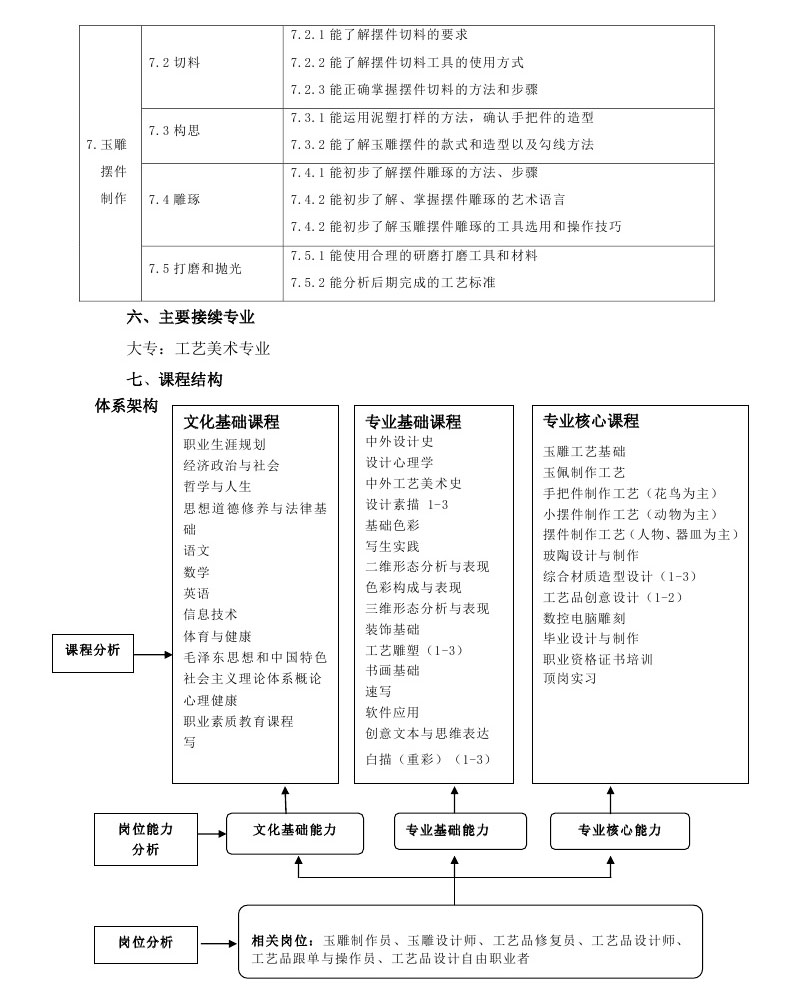 7.玉雕
摆件
制作
7.2 切料
7.2.1 能了解摆件切料的要求
7.2.2 能了解摆件切料工具的使用方式
7.2.3 能正确掌握摆件切料的方法和步骤
7.3 构思
7.3.1 能运用泥塑打样的方法，确认手把件的造型
7.3.2 能了解玉雕摆件的款式和造型以及勾线方法
7.4 雕琢
7.4.1 能初步了解摆件雕琢的方法、步骤
7.4.2 能初步了解、掌握摆件雕琢的艺术语言
7.4.2 能初步了解玉雕摆件雕琢的工具选用和操作技巧
7.5 打磨和抛光
7.5.1 能使用合理的研磨打磨工具和材料
7.5.2 能分析后期完成的工艺标准
六、主要接续专业
大专：工艺美术专业
七、课程结构
体系架构
文化基础课程
职业生涯规划
经济政治与社会
哲学与人生
思想道德修养与法律基
础
语文
数学
英语
信息技术
体育与健康
毛泽东思想和中国特色
社会主义理论体系概论
心理健康
职业素质教育课程
写
专业基础课程
中外设计史
设计心理学
中外工艺美术史
设计素描 1-3
基础色彩
写生实践
二维形态分析与表现
色彩构成与表现
三维形态分析与表现
装饰基础
工艺雕塑（1-3）
书画基础
速写
软件应用
创意文本与思维表达
白描（重彩）（1-3）
专业核心课程
玉雕工艺基础
玉佩制作工艺
手把件制作工艺（花鸟为主）
小摆件制作工艺（动物为主）
摆件制作工艺（人物、器皿为主）
玻陶设计与制作
综合材质造型设计（1-3）
工艺品创意设计（1-2）
数控电脑雕刻
毕业设计与制作
职业资格证书培训
顶岗实习
课程分析
岗位能力
分析
文化基础能力
专业基础能力
专业核心能力
岗位分析
相关岗位：玉雕制作员、玉雕设计师、工艺品修复员、工艺品设计师、
工艺品跟单与操作员、工艺品设计自由职业者